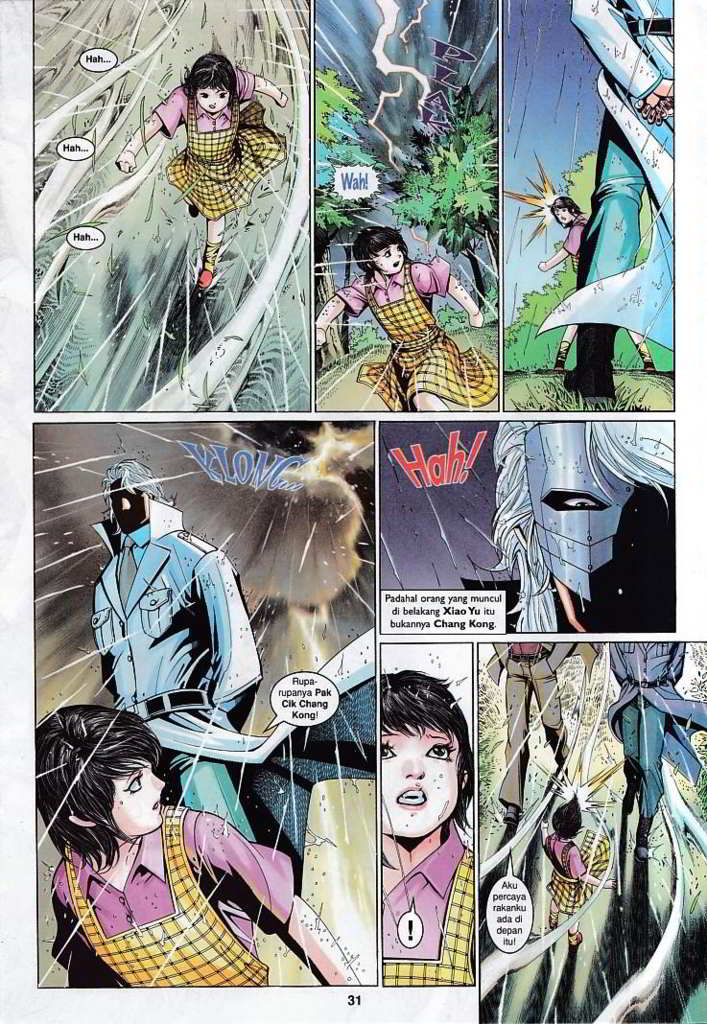 Hah...
Hah...
Hah...
PZAK
Wah!
KLONG...
Rupa-
rupanya Pak
Cik Chang
Kong!
Hah!
Padahal orang yang muncul
di belakang Xiao Yu itu
bukannya Chang Kong.
!
Aku
percaya
rakanku
ada di
depan
itu!
31